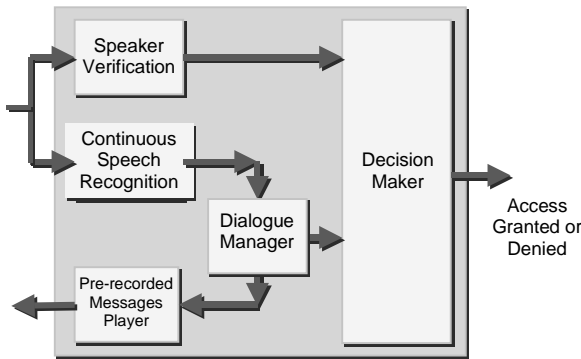 Speaker
Verification
Continuous
Speech
Recognition
Decision
Maker
Dialogue
Manager
Access
Granted or
Denied
Pre-recorded
Messages
Player